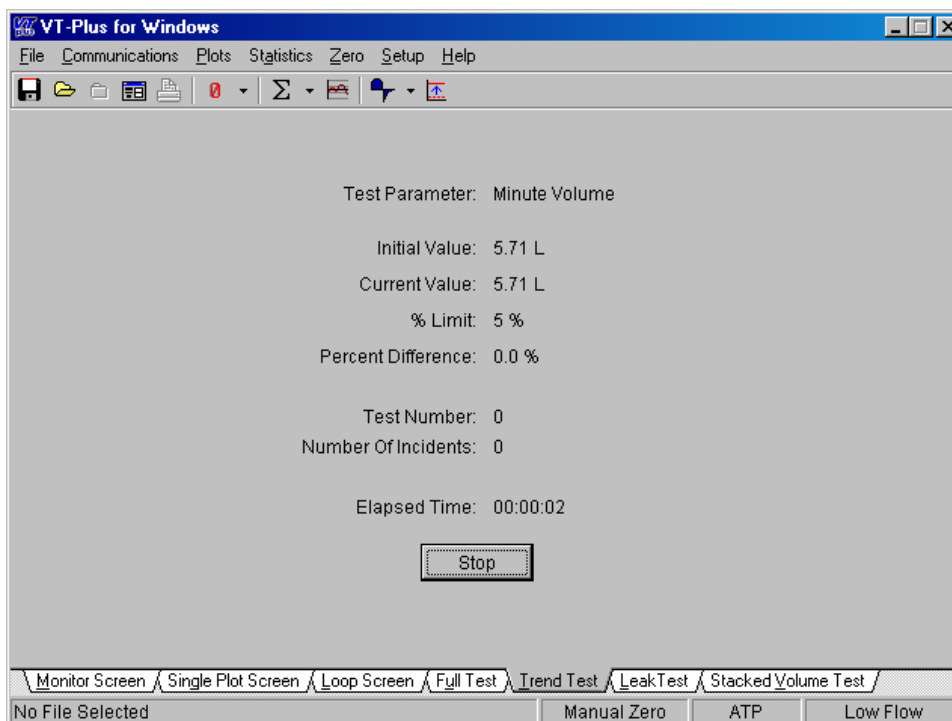 VT-Plus for Windows
File Communications Plots Statistics Zero Setup Help
Test Parameter: Minute Volume
Initial Value: 5.71 L
Current Value: 5.71 L
% Limit: 5 %
Percent Difference: 0.0 %
Test Number: 0
Number Of Incidents: 0
Elapsed Time: 00:00:02
Stop
Monitor Screen Single Plot Screen Loop Screen Full Test Trend Test LeakTest Stacked Volume Test
No File Selected Manual Zero ATP Low Flow